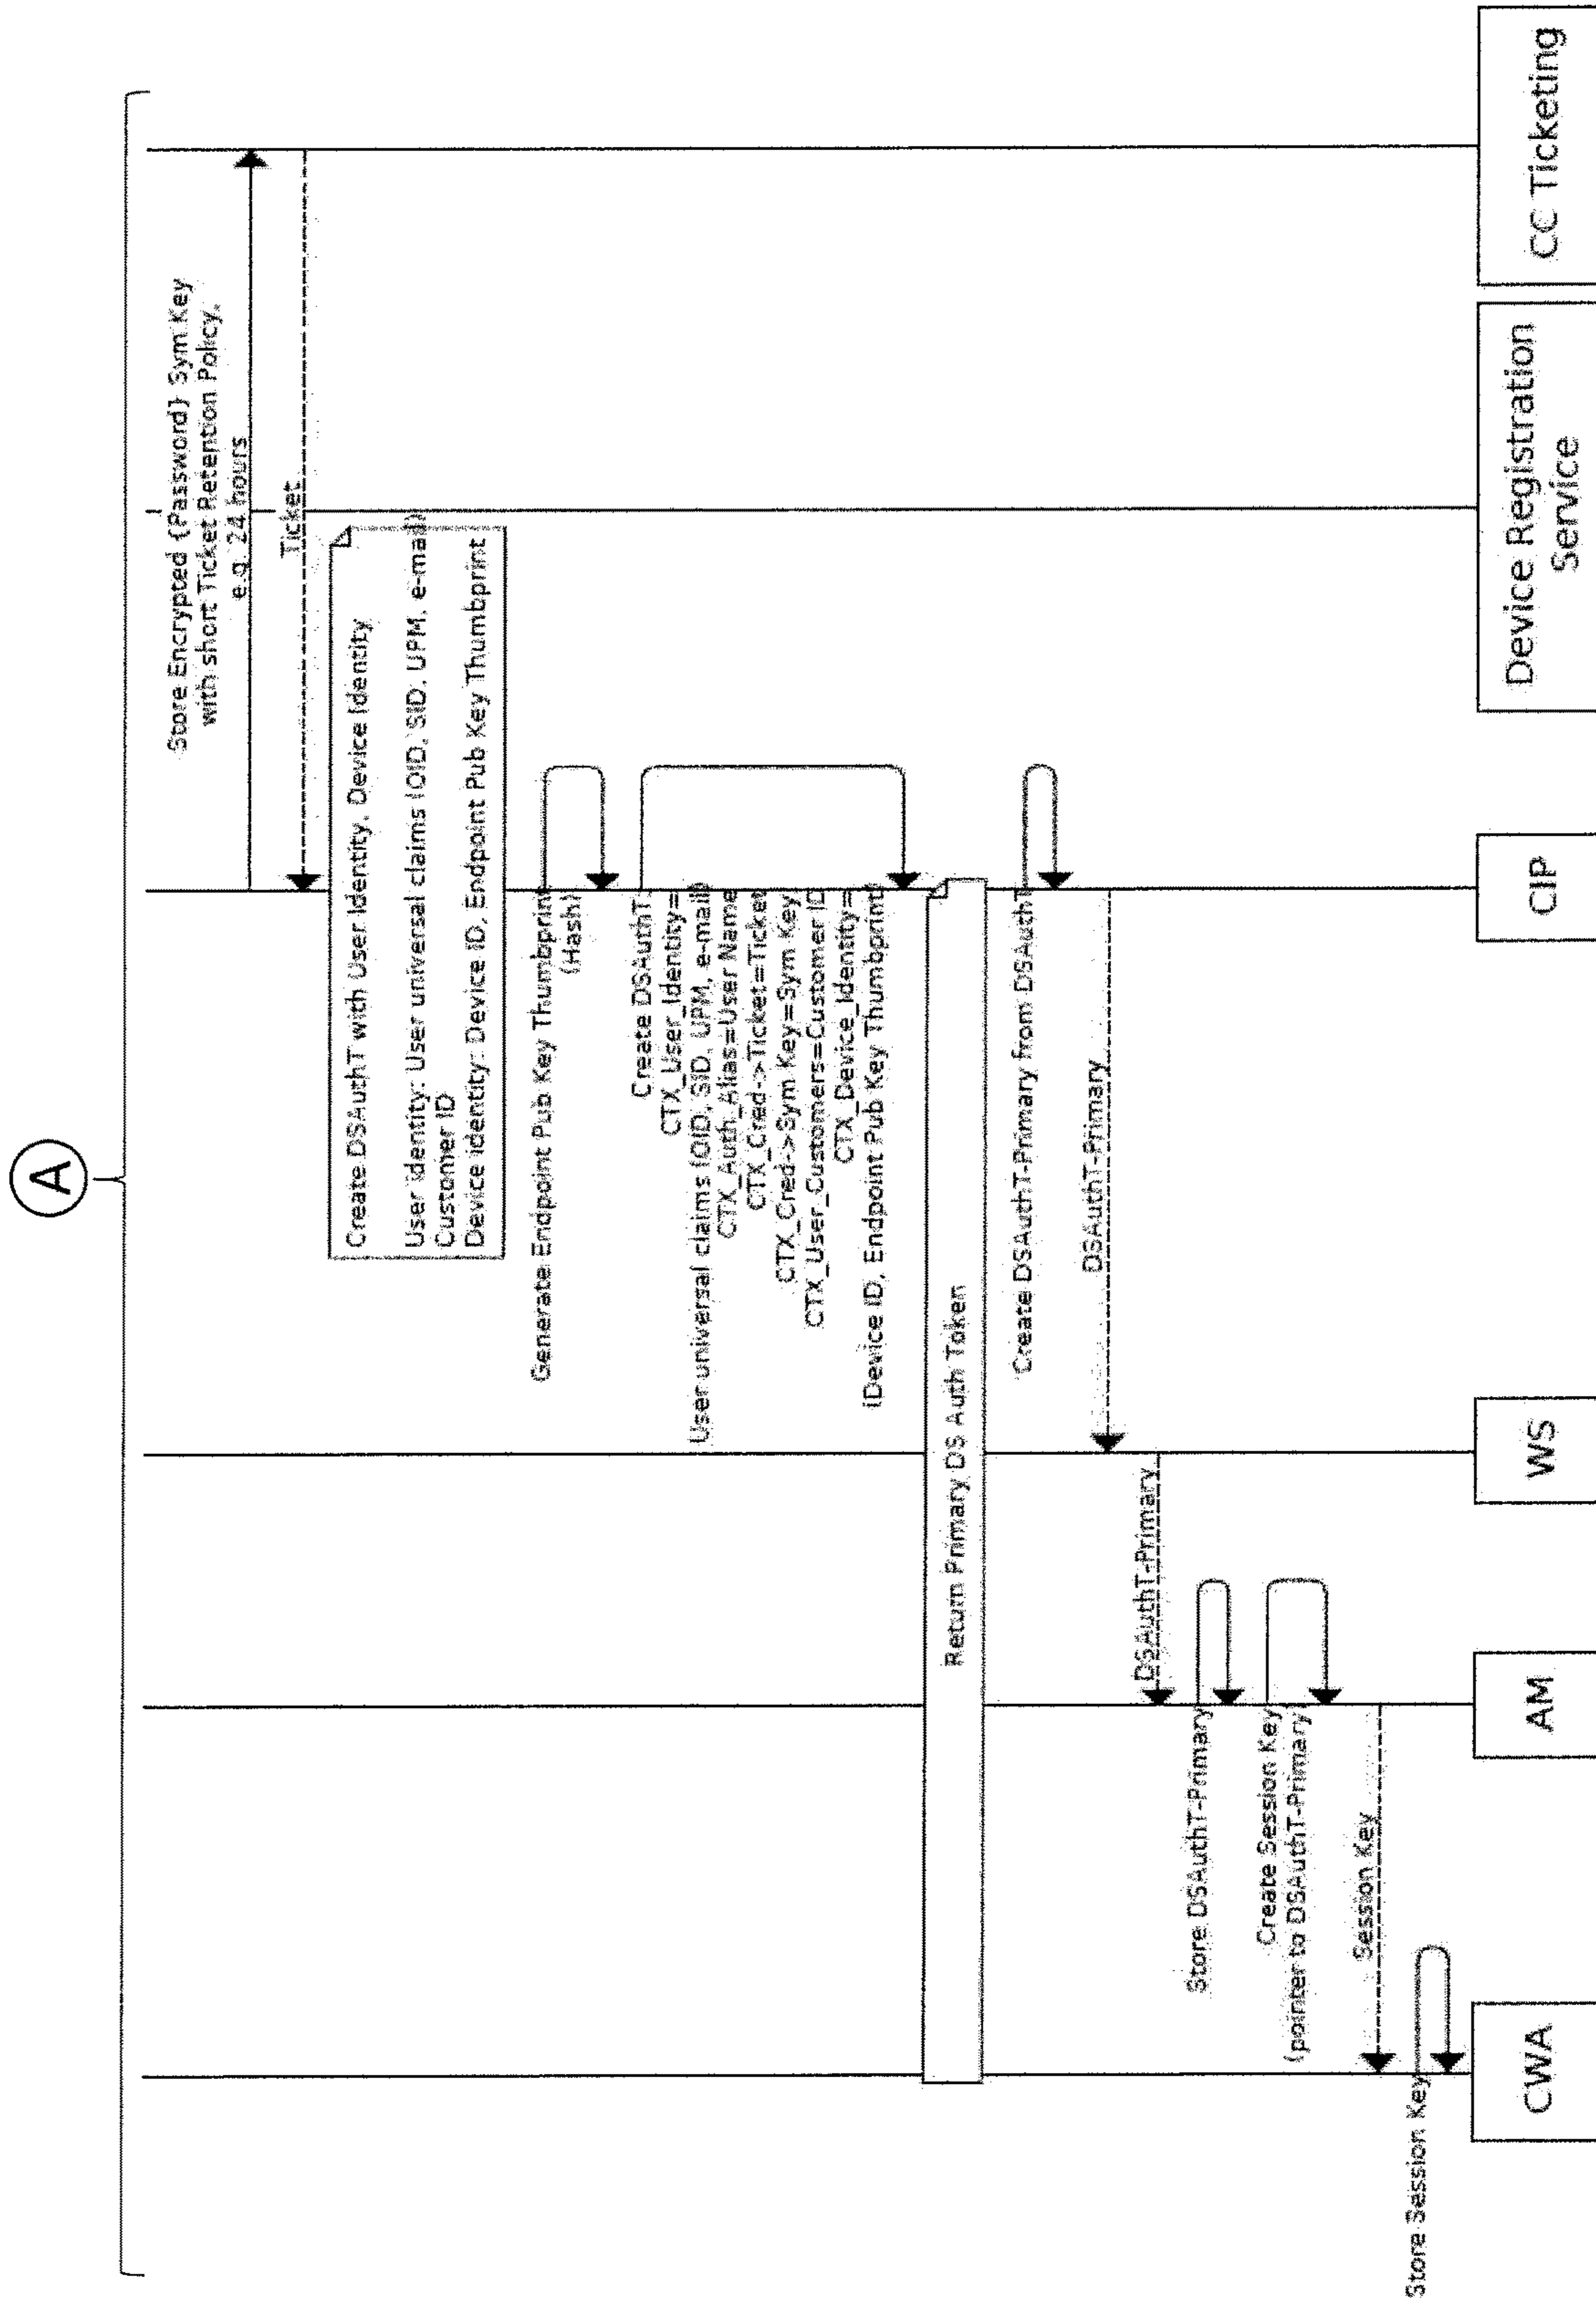 A
Store Encrypted {Password} Sym Key
with short Ticket Retention Policy,
e.g. 24 hours
Ticket
Create DSAuthT with User Identity, Device Identity
User identity: User universal claims (OID, SID, UPM, e-mail)
Customer ID
Device identity: Device ID, Endpoint Pub Key Thumbprint
Generate Endpoint Pub Key Thumbprint
(Hash)
Create DSAuthT:
CTX_User_Identity=
User universal claims (OID, SID, UPM, e-mail)
CTX_Auth_Alias=User Name
CTX_Cred->Ticket=Ticket
CTX_Cred->Sym Key=Sym Key
CTX_User_Customers=Customer ID
CTX_Device_Identity=
(Device ID, Endpoint Pub Key Thumbprint)
Return Primary DS Auth Token
Create DSAuthT-Primary from DSAuthT
DSAuthT-Primary
DSAuthT-Primary
Store DSAuthT-Primary
Create Session Key
(pointer to DSAuthT-Primary)
Session Key
Store Session Key
CWA
AM
WS
CIP
Device Registration
Service
CC Ticketing